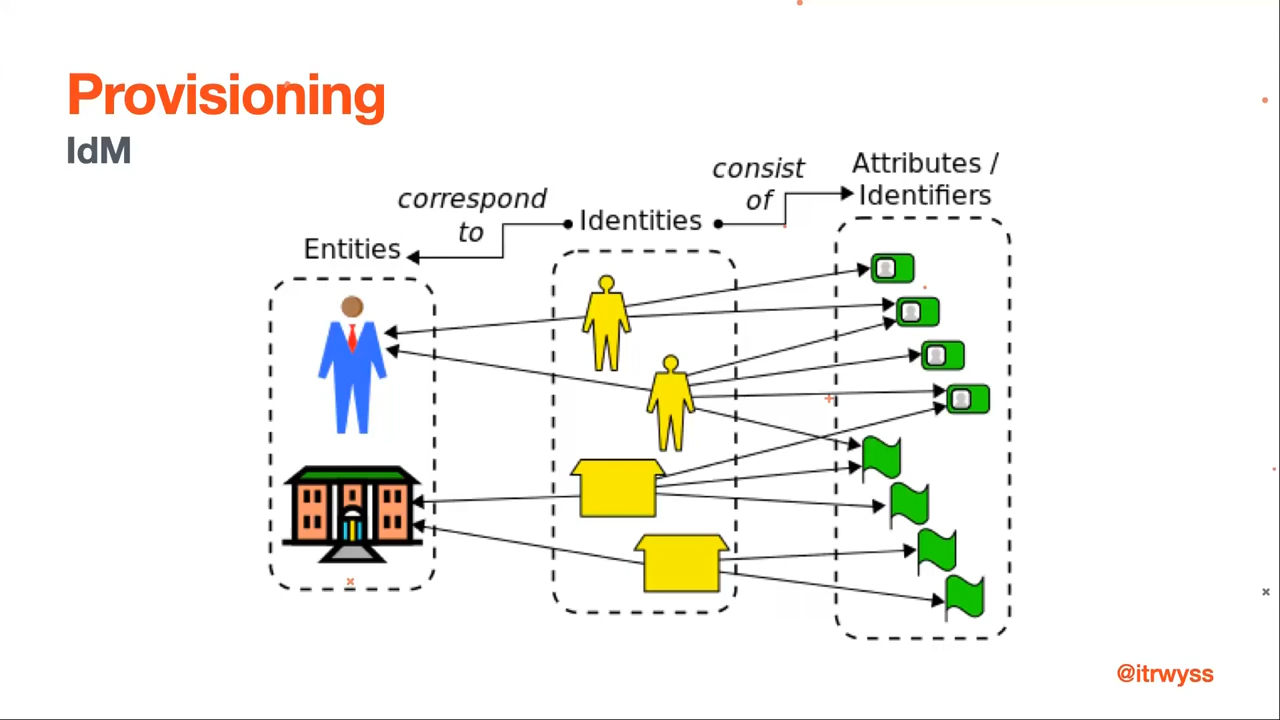 Provisioning
IdM
consist
of
Attributes /
Identifiers
correspond
to
Identities
Entities
@itrwyss